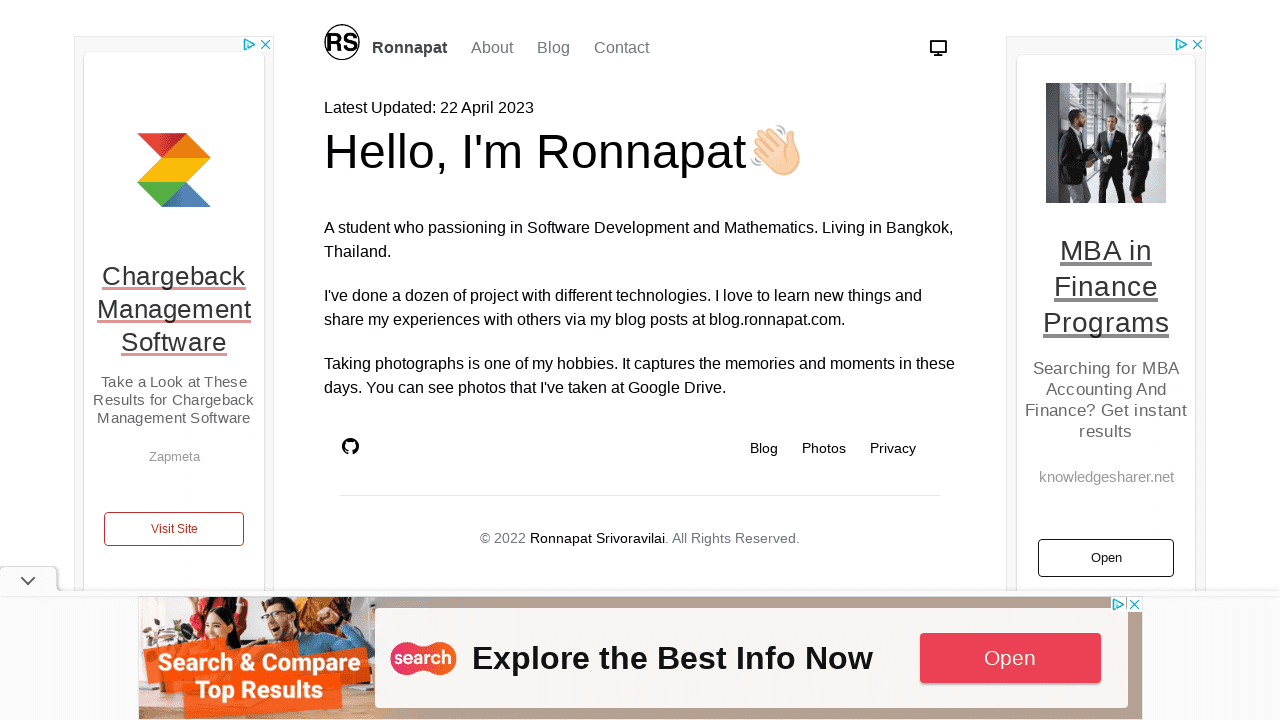 RS
Ronnapat
About
Blog
Contact
Latest Updated: 22 April 2023
Hello, I'm Ronnapat👋🏻
A student who passioning in Software Development and Mathematics. Living in Bangkok,
Thailand.
I've done a dozen of project with different technologies. I love to learn new things and
share my experiences with others via my blog posts at blog.ronnapat.com.
Taking photographs is one of my hobbies. It captures the memories and moments in these
days. You can see photos that I've taken at Google Drive.
Blog
Photos
Privacy
© 2022 Ronnapat Srivoravilai. All Rights Reserved.
Chargeback
Management
Software
Take a Look at These
Results for Chargeback
Management Software
Zapmeta
Visit Site
MBA in
Finance
Programs
Searching for MBA
Accounting And
Finance? Get instant
results
knowledgesharer.net
Open
Search & Compare
Top Results
search
Explore the Best Info Now
Open